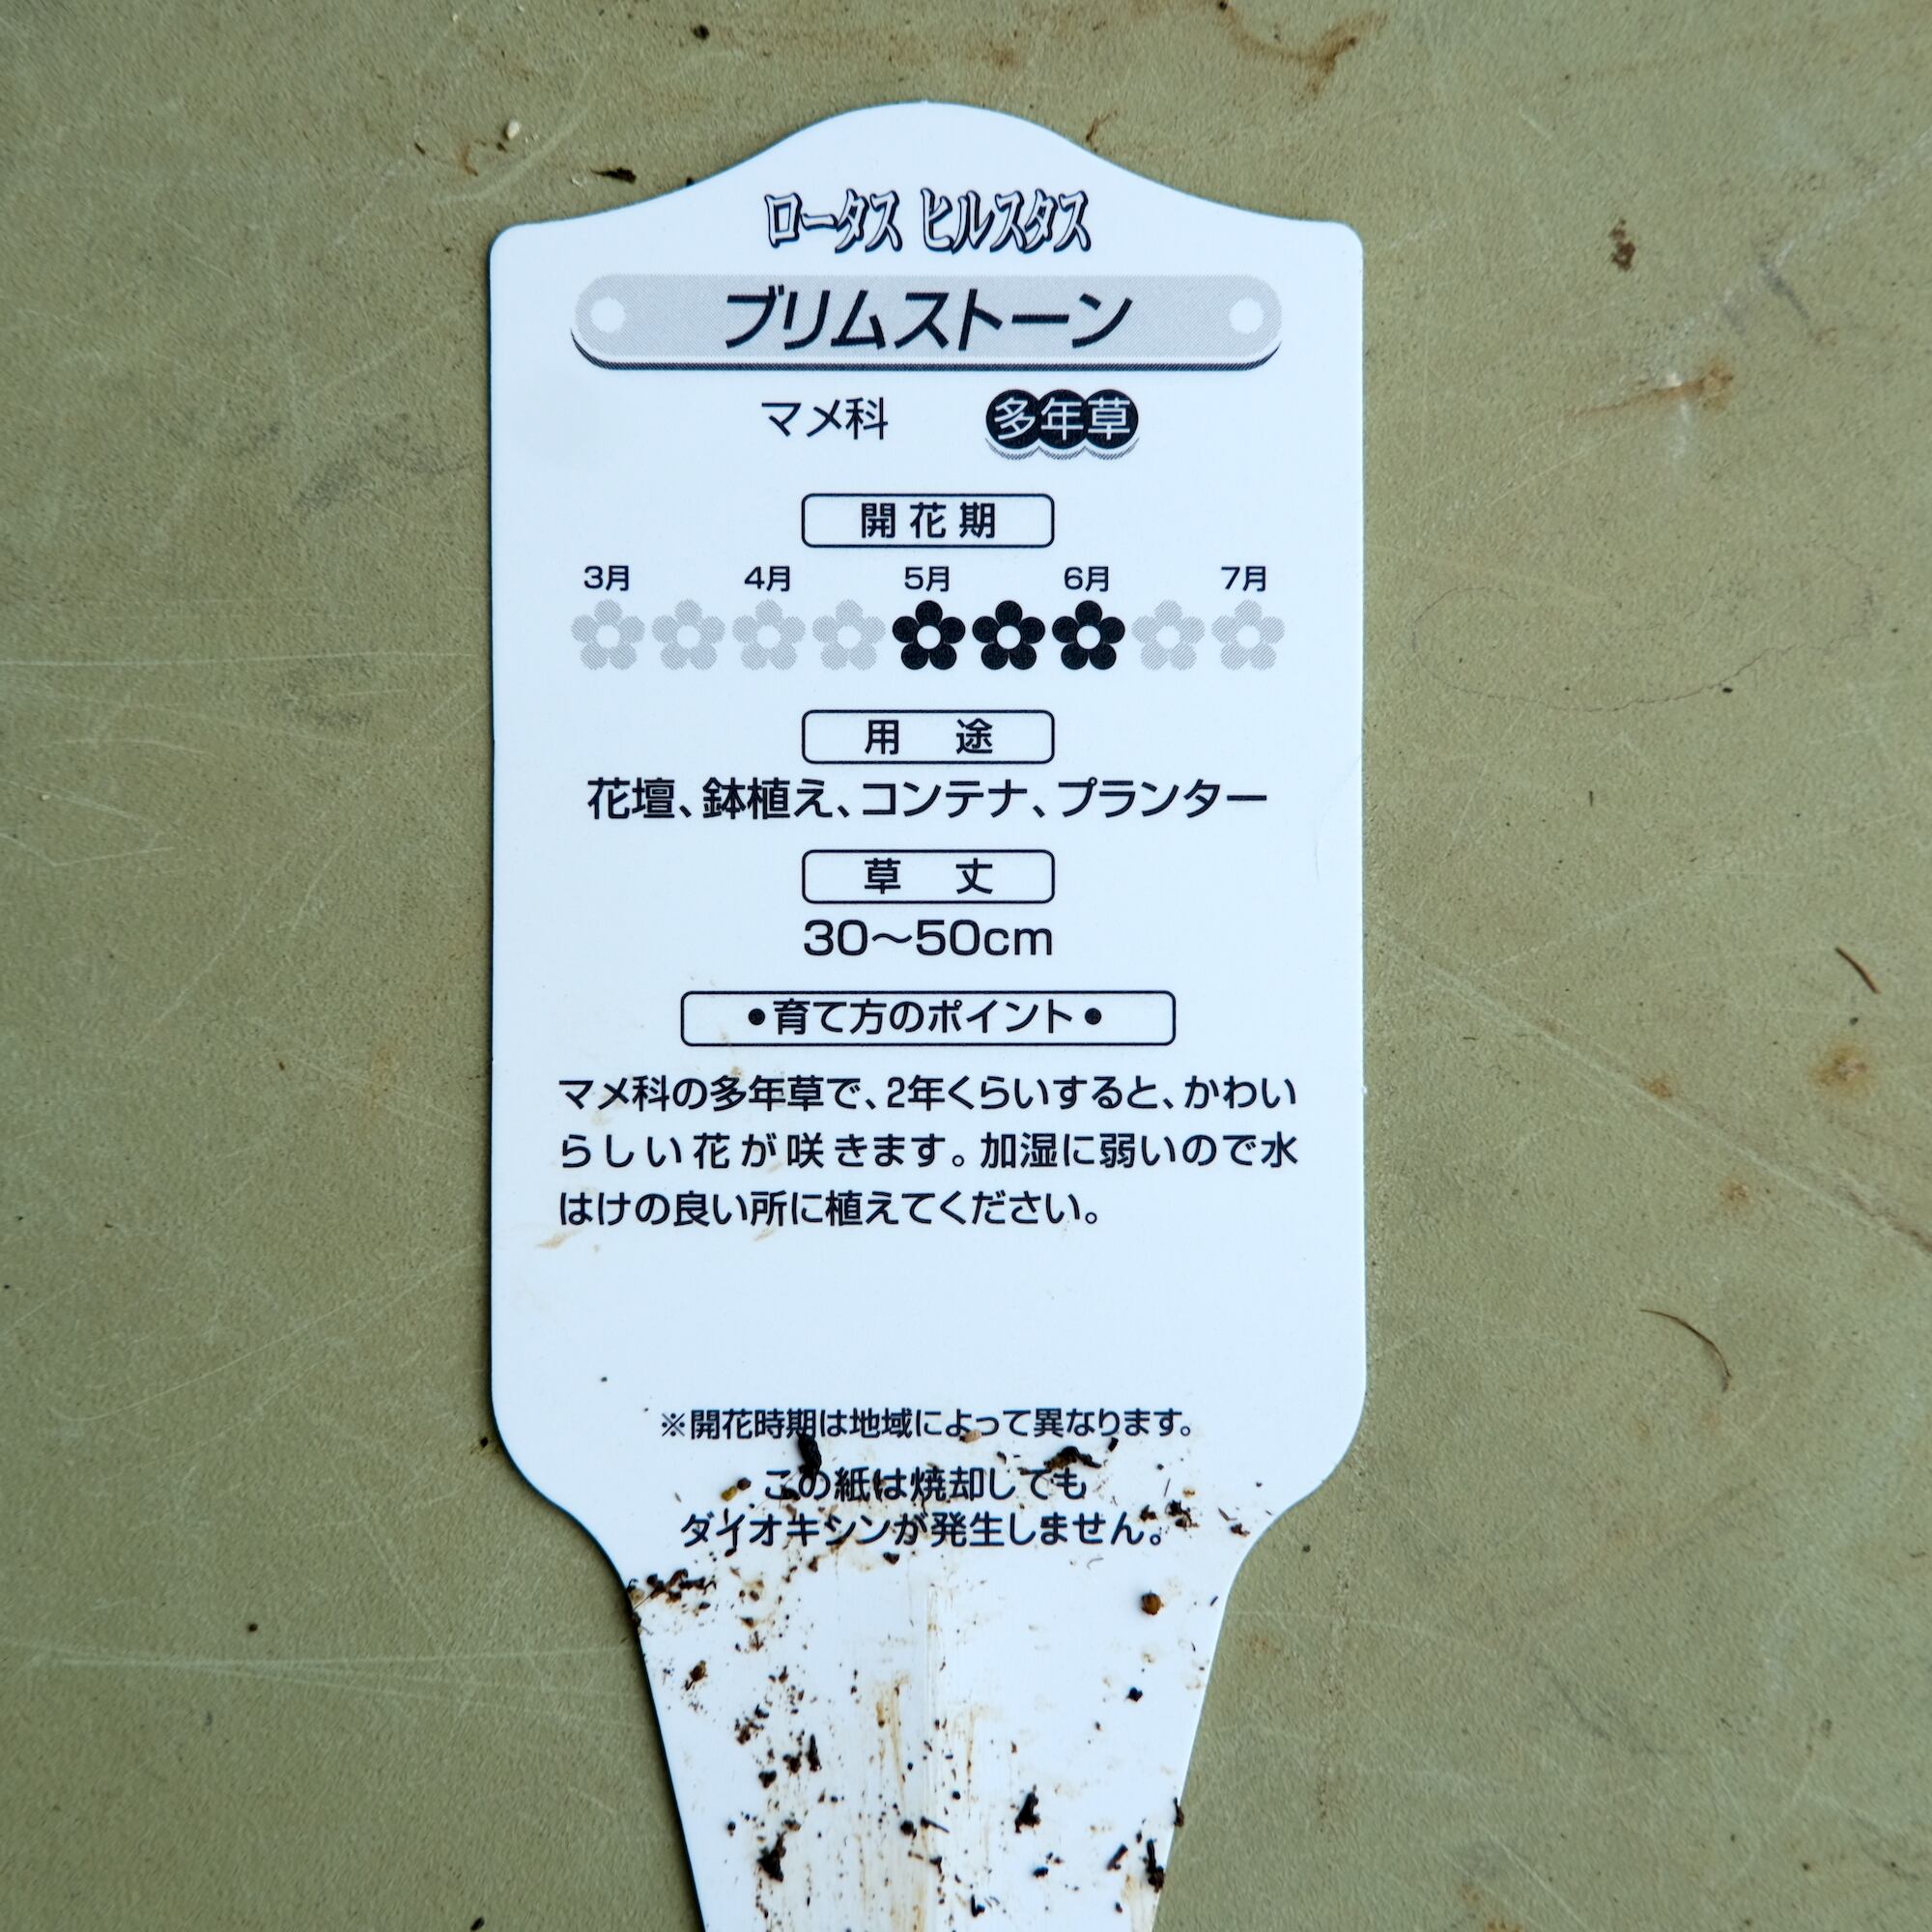 ロータス ヒルスタス
ブリムストーン
マメ科 多年草
開花期
3月 4月 5月 6月 7月
用途
花壇、鉢植え、コンテナ、プランター
草丈
30〜50cm
•育て方のポイント•
マメ科の多年草で、2年くらいすると、かわい
らしい花が咲きます。加湿に弱いので水
はけの良い所に植えてください。
※開花時期は地域によって異なります。
この紙は焼却しても
ダイオキシンが発生しません。